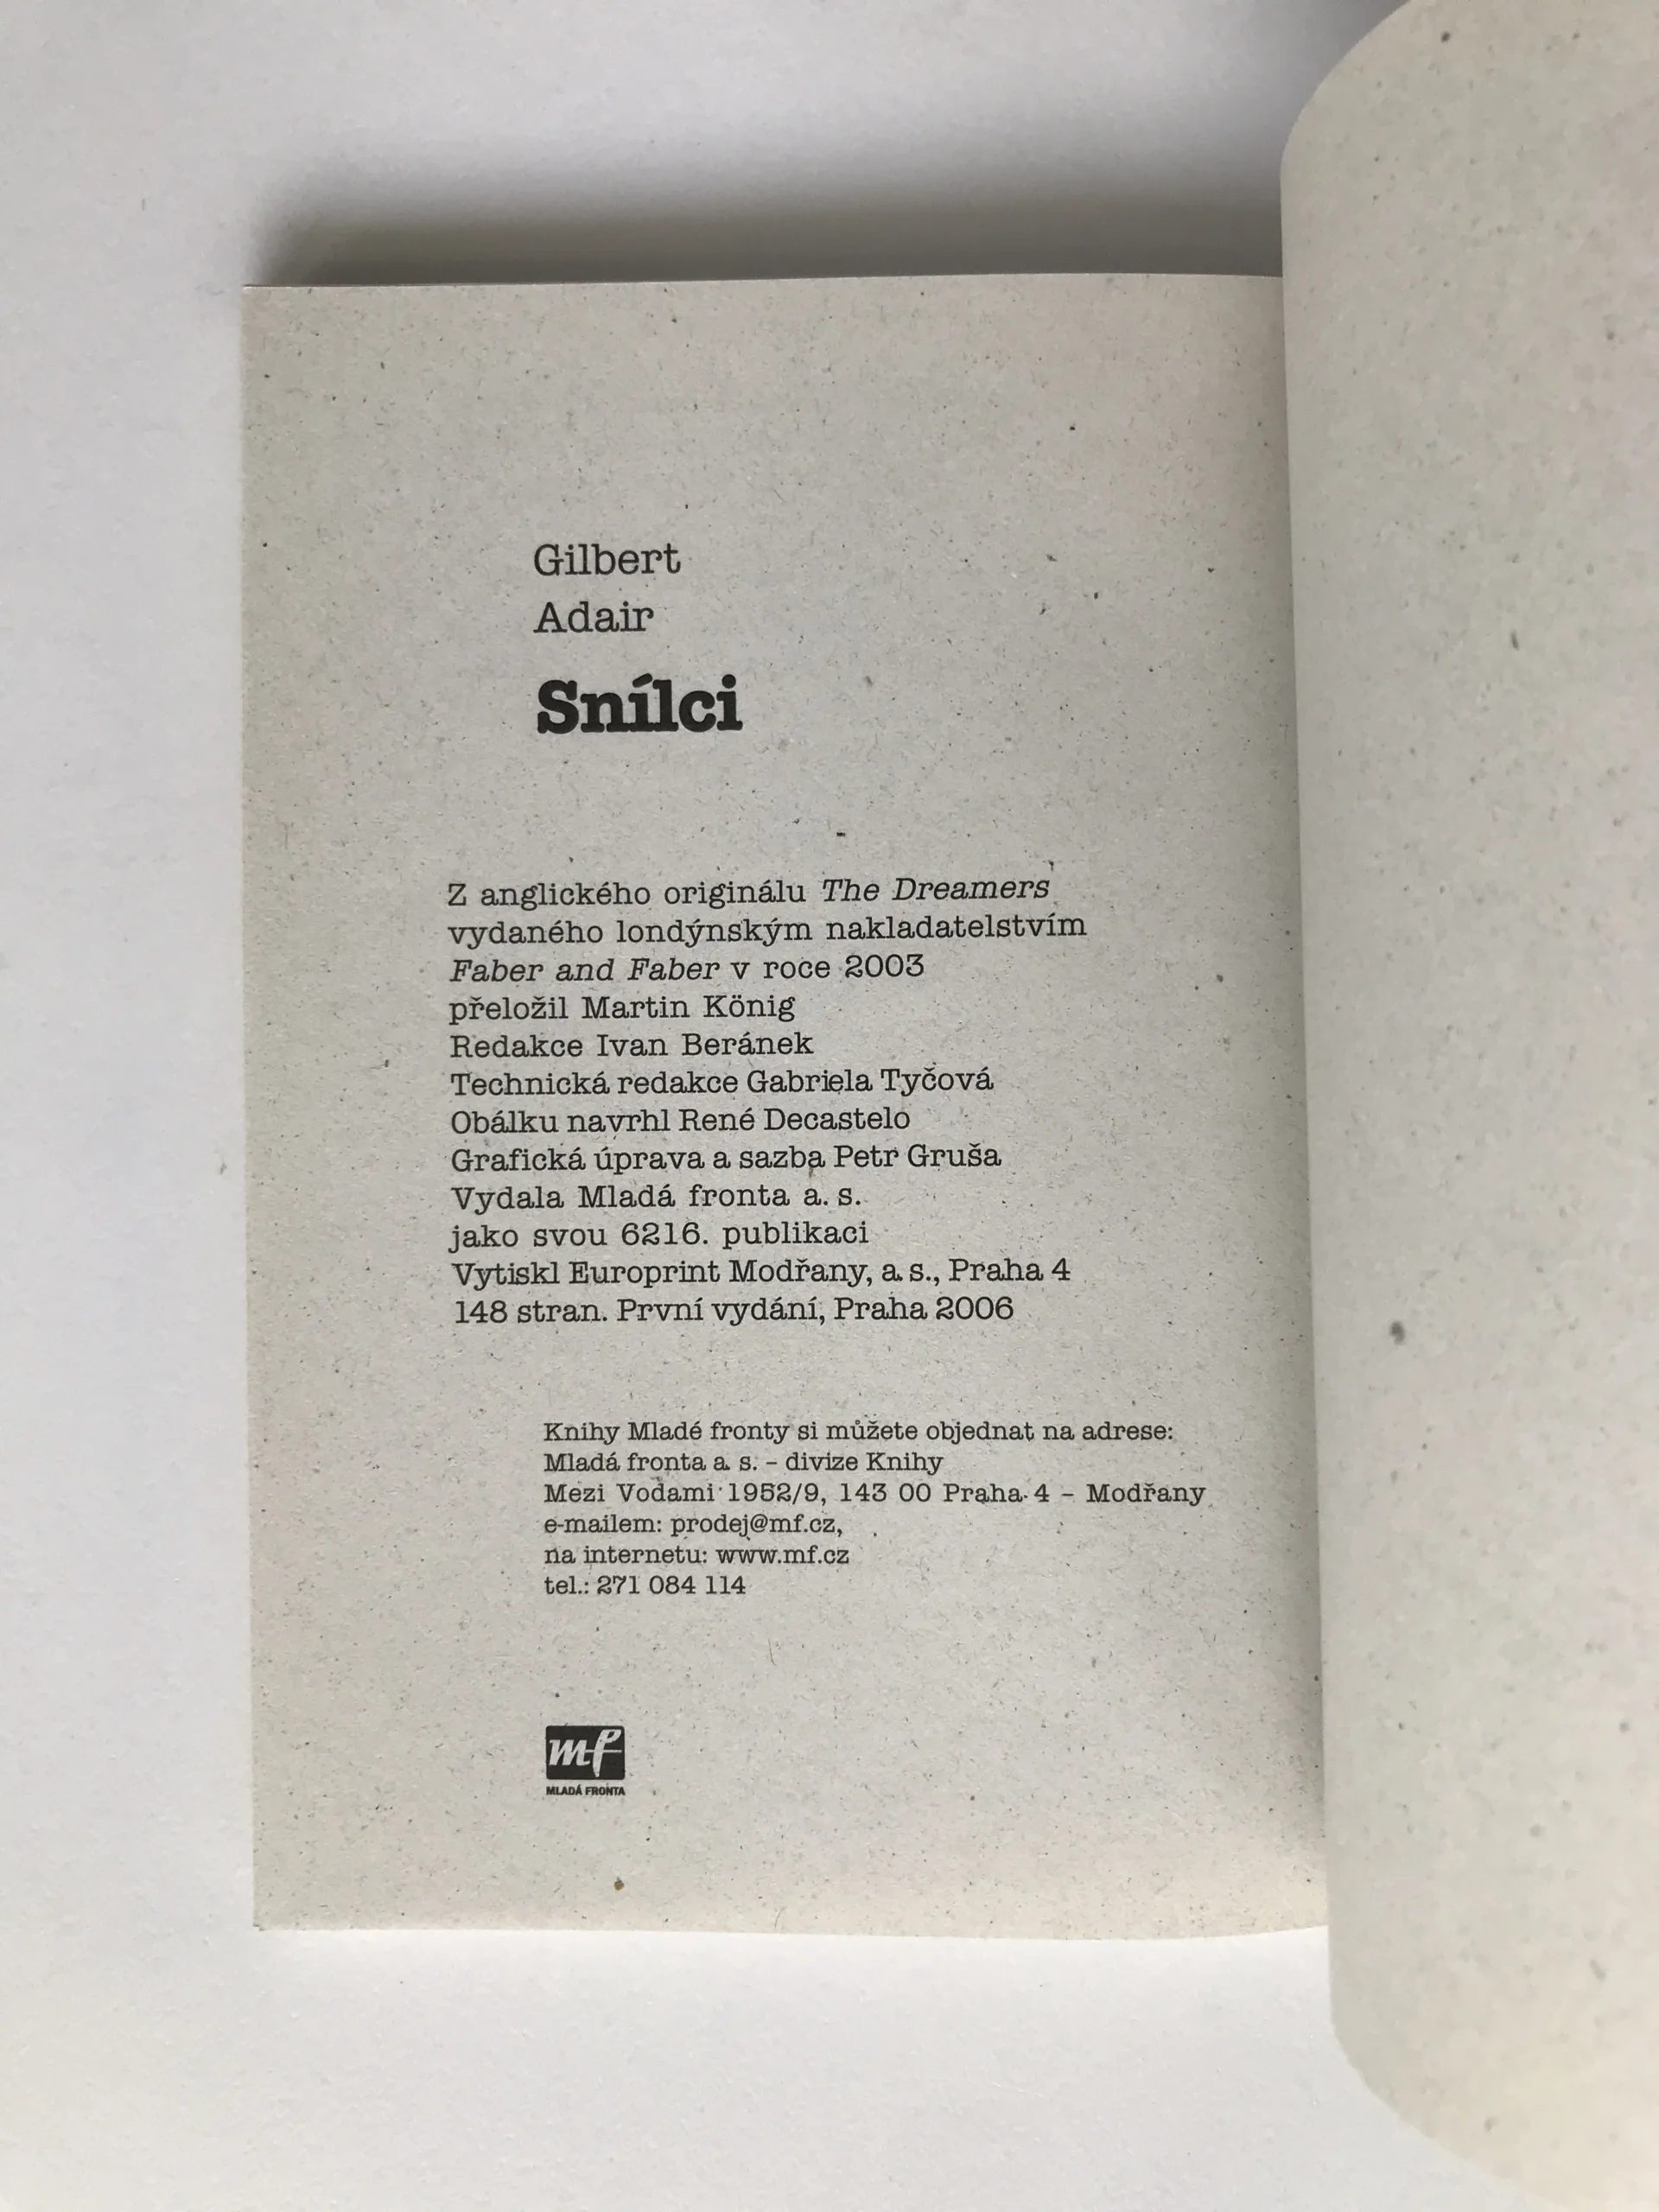 Gilbert
Adair
Snílci
Z anglického originálu The Dreamers
vydaného londýnským nakladatelstvím
Faber and Faber v roce 2003
přeložil Martin König
Redakce Ivan Beránek
Technická redakce Gabriela Tyčová
Obálku navrhl René Decastelo
Grafická úprava a sazba Petr Gruša
Vydala Mladá fronta a. s.
jako svou 6216. publikaci
Vytiskl Europrint Modřany, a. s., Praha 4
148 stran. První vydání, Praha 2006
Knihy Mladé fronty si můžete objednat na adrese:
Mladá fronta a. s. – divize Knihy
Mezi Vodami 1952/9, 143 00 Praha 4 – Modřany
e-mailem: prodej@mf.cz,
na internetu: www.mf.cz
tel.: 271 084 114
mf
MLADÁ FRONTA